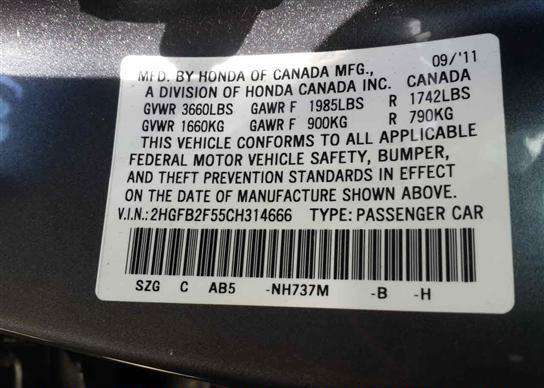 09/'11
MFD. BY HONDA OF CANADA MFG., CANADA
A DIVISION OF HONDA CANADA INC.
GVWR 3660LBS GAWR F 1985LBS R 1742LBS
GVWR 1660KG GAWR F 900KG R 790KG
THIS VEHICLE CONFORMS TO ALL APPLICABLE
FEDERAL MOTOR VEHICLE SAFETY, BUMPER,
AND THEFT PREVENTION STANDARDS IN EFFECT
ON THE DATE OF MANUFACTURE SHOWN ABOVE.
V.I.N.:2HGFB2F55CH314666 TYPE: PASSENGER CAR
SZG C AB5 -NH737M -B -H